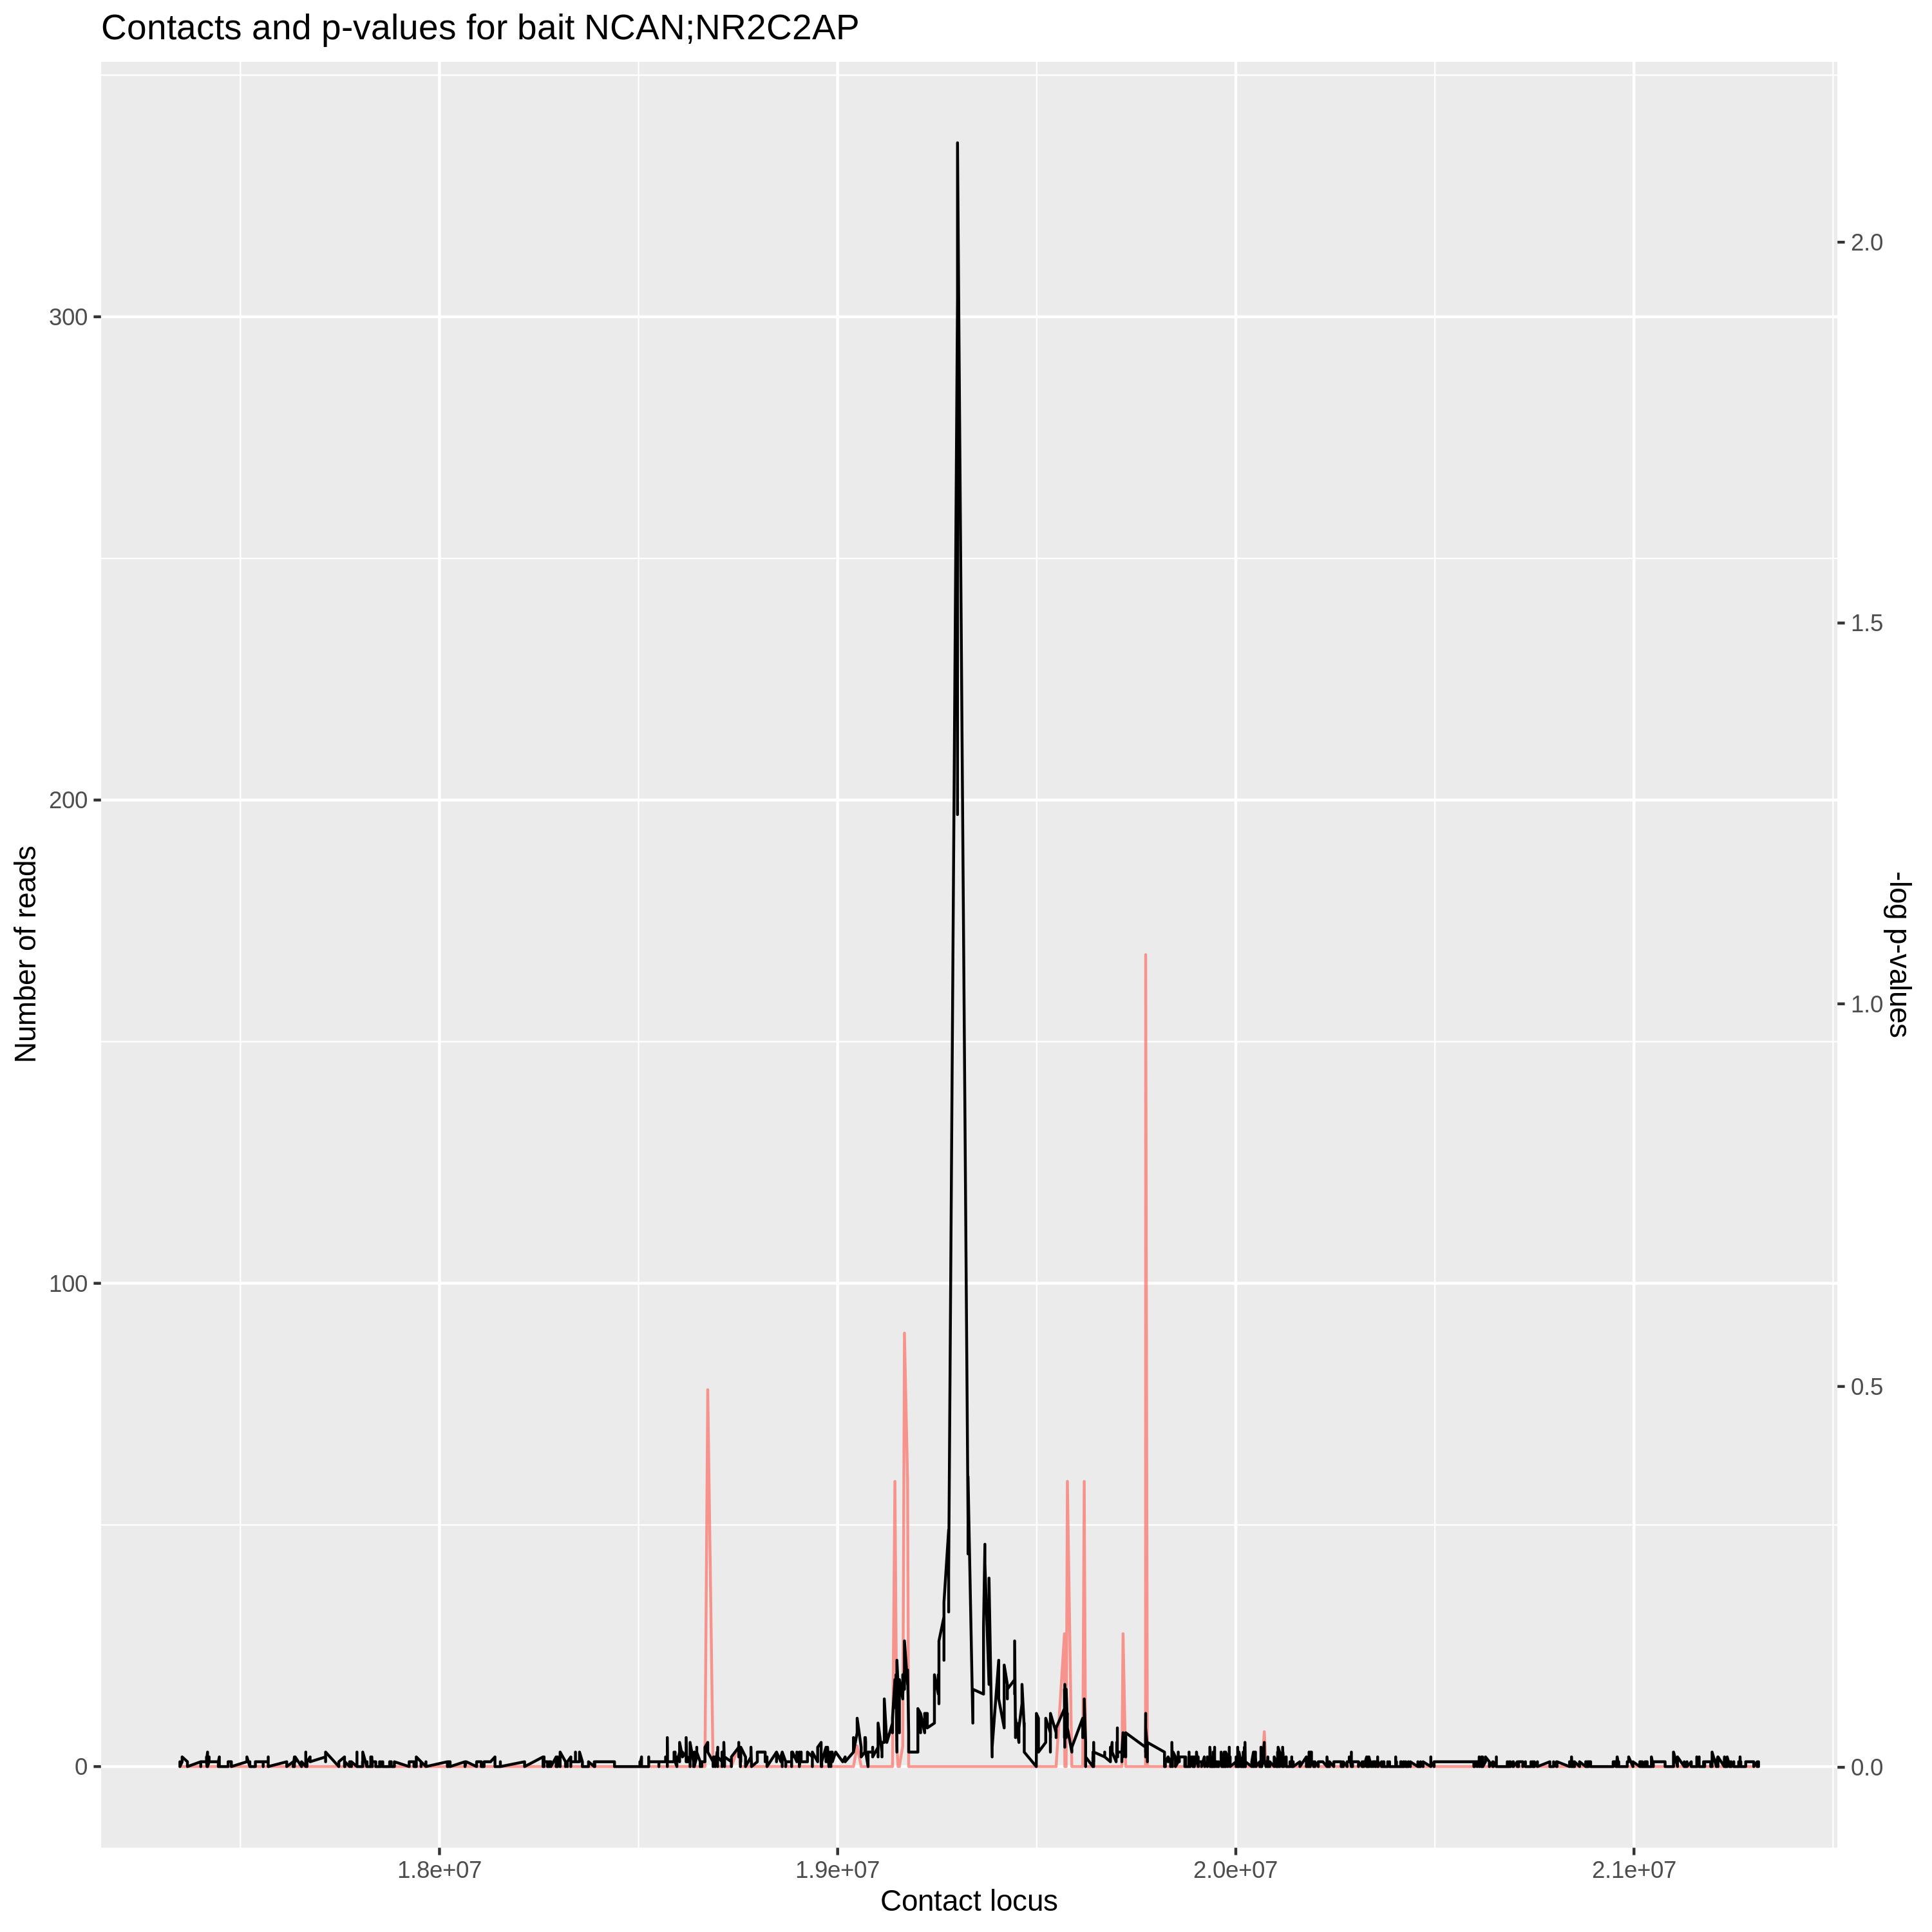 Contacts and p-values for bait NCAN;NR2C2AP
300
200
100
0
Number of reads
2.0
1.5
1.0
0.5
0.0
-log p-values
1.8e+07
1.9e+07
2.0e+07
2.1e+07
Contact locus